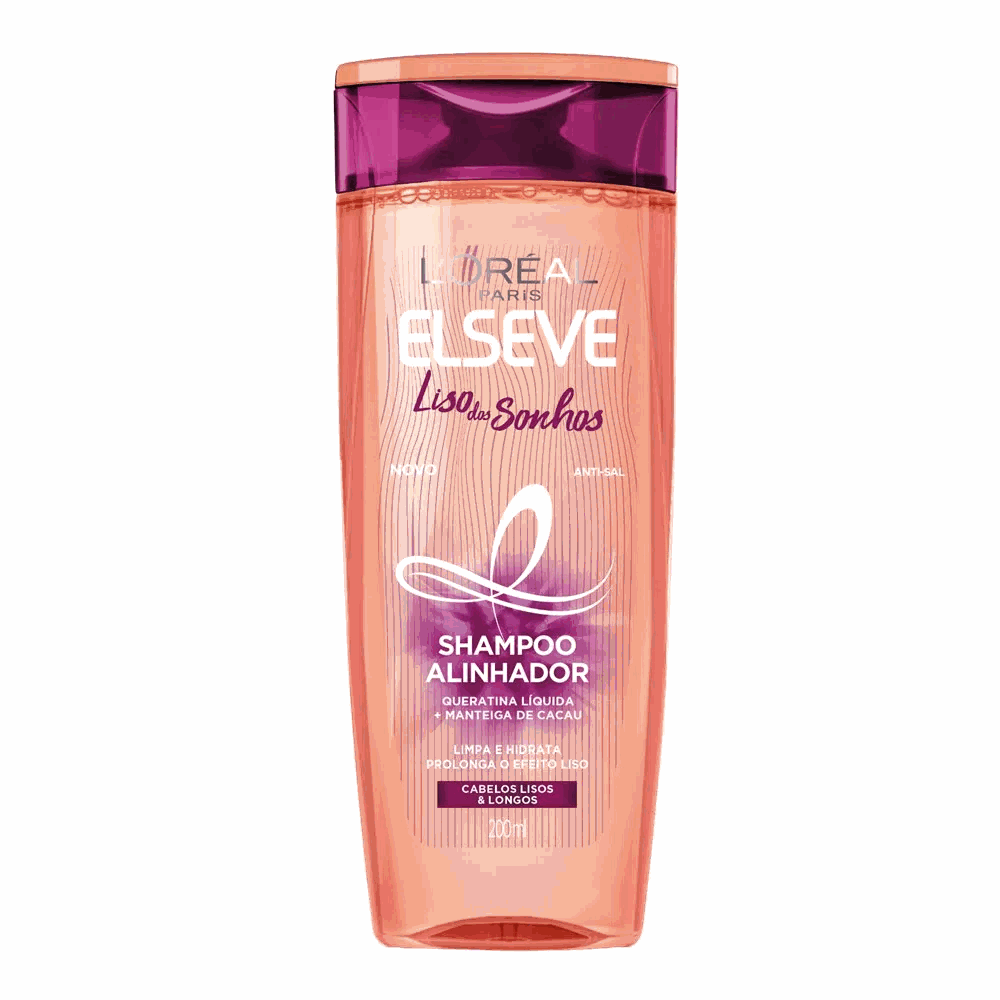 L'ORÉAL
PARIS
ELSEVE
Liso dos Sonhos
NOVO
ANTI-SAL
SHAMPOO
ALINHADOR
QUERATINA LÍQUIDA
+ MANTEIGA DE CACAU
LIMPA E HIDRATA
PROLONGA O EFEITO LISO
CABELOS LISOS
& LONGOS
200ml